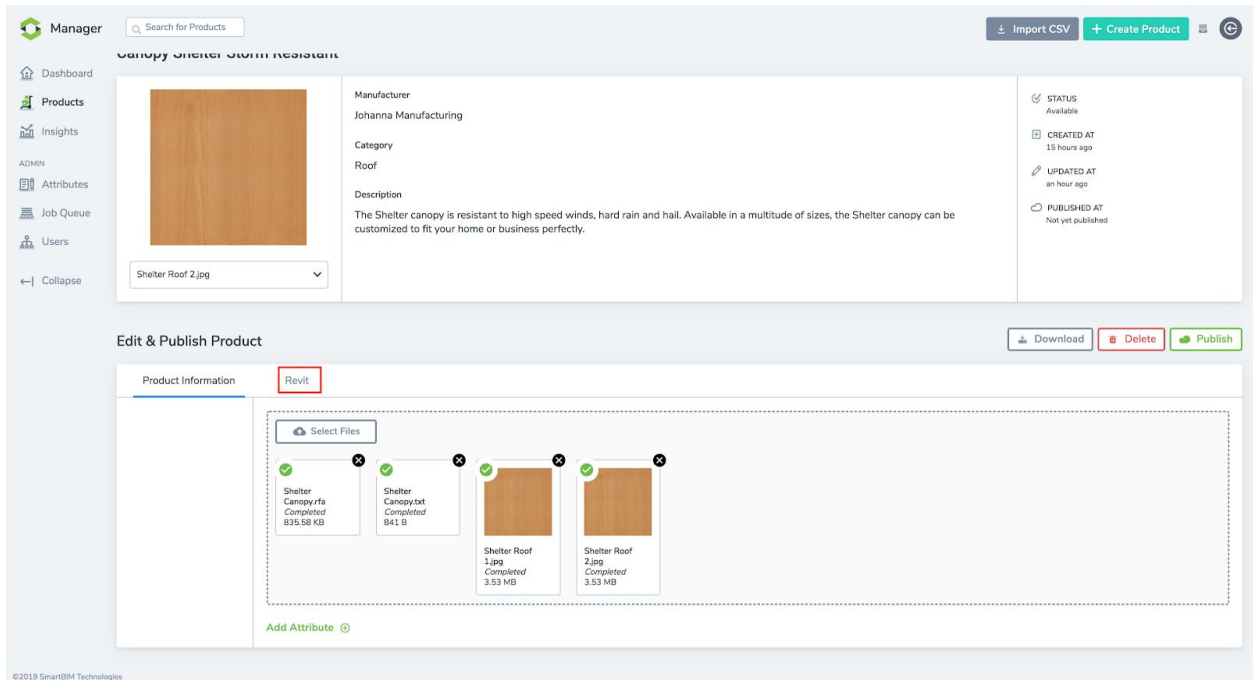 Manager
Search for Products
Import CSV
+ Create Product
Canopy Shelter Storm Resistant
Dashboard
Products
Insights
ADMIN
Attributes
Job Queue
Users
Collapse
Shelter Roof 2.jpg
Manufacturer
Johanna Manufacturing
Category
Roof
Description
The Shelter canopy is resistant to high speed winds, hard rain and hail. Available in a multitude of sizes, the Shelter canopy can be
customized to fit your home or business perfectly.
STATUS
Available
CREATED AT
15 hours ago
UPDATED AT
an hour ago
PUBLISHED AT
Not yet published
Edit & Publish Product
Download
Delete
Publish
Product Information
Revit
Select Files
Shelter
Canopy.rfa
Completed
835.58 KB
Shelter
Canopy.txt
Completed
841 B
Shelter Roof
1.jpg
Completed
3.53 MB
Shelter Roof
2.jpg
Completed
3.53 MB
Add Attribute
©2019 SmartBIM Technologies